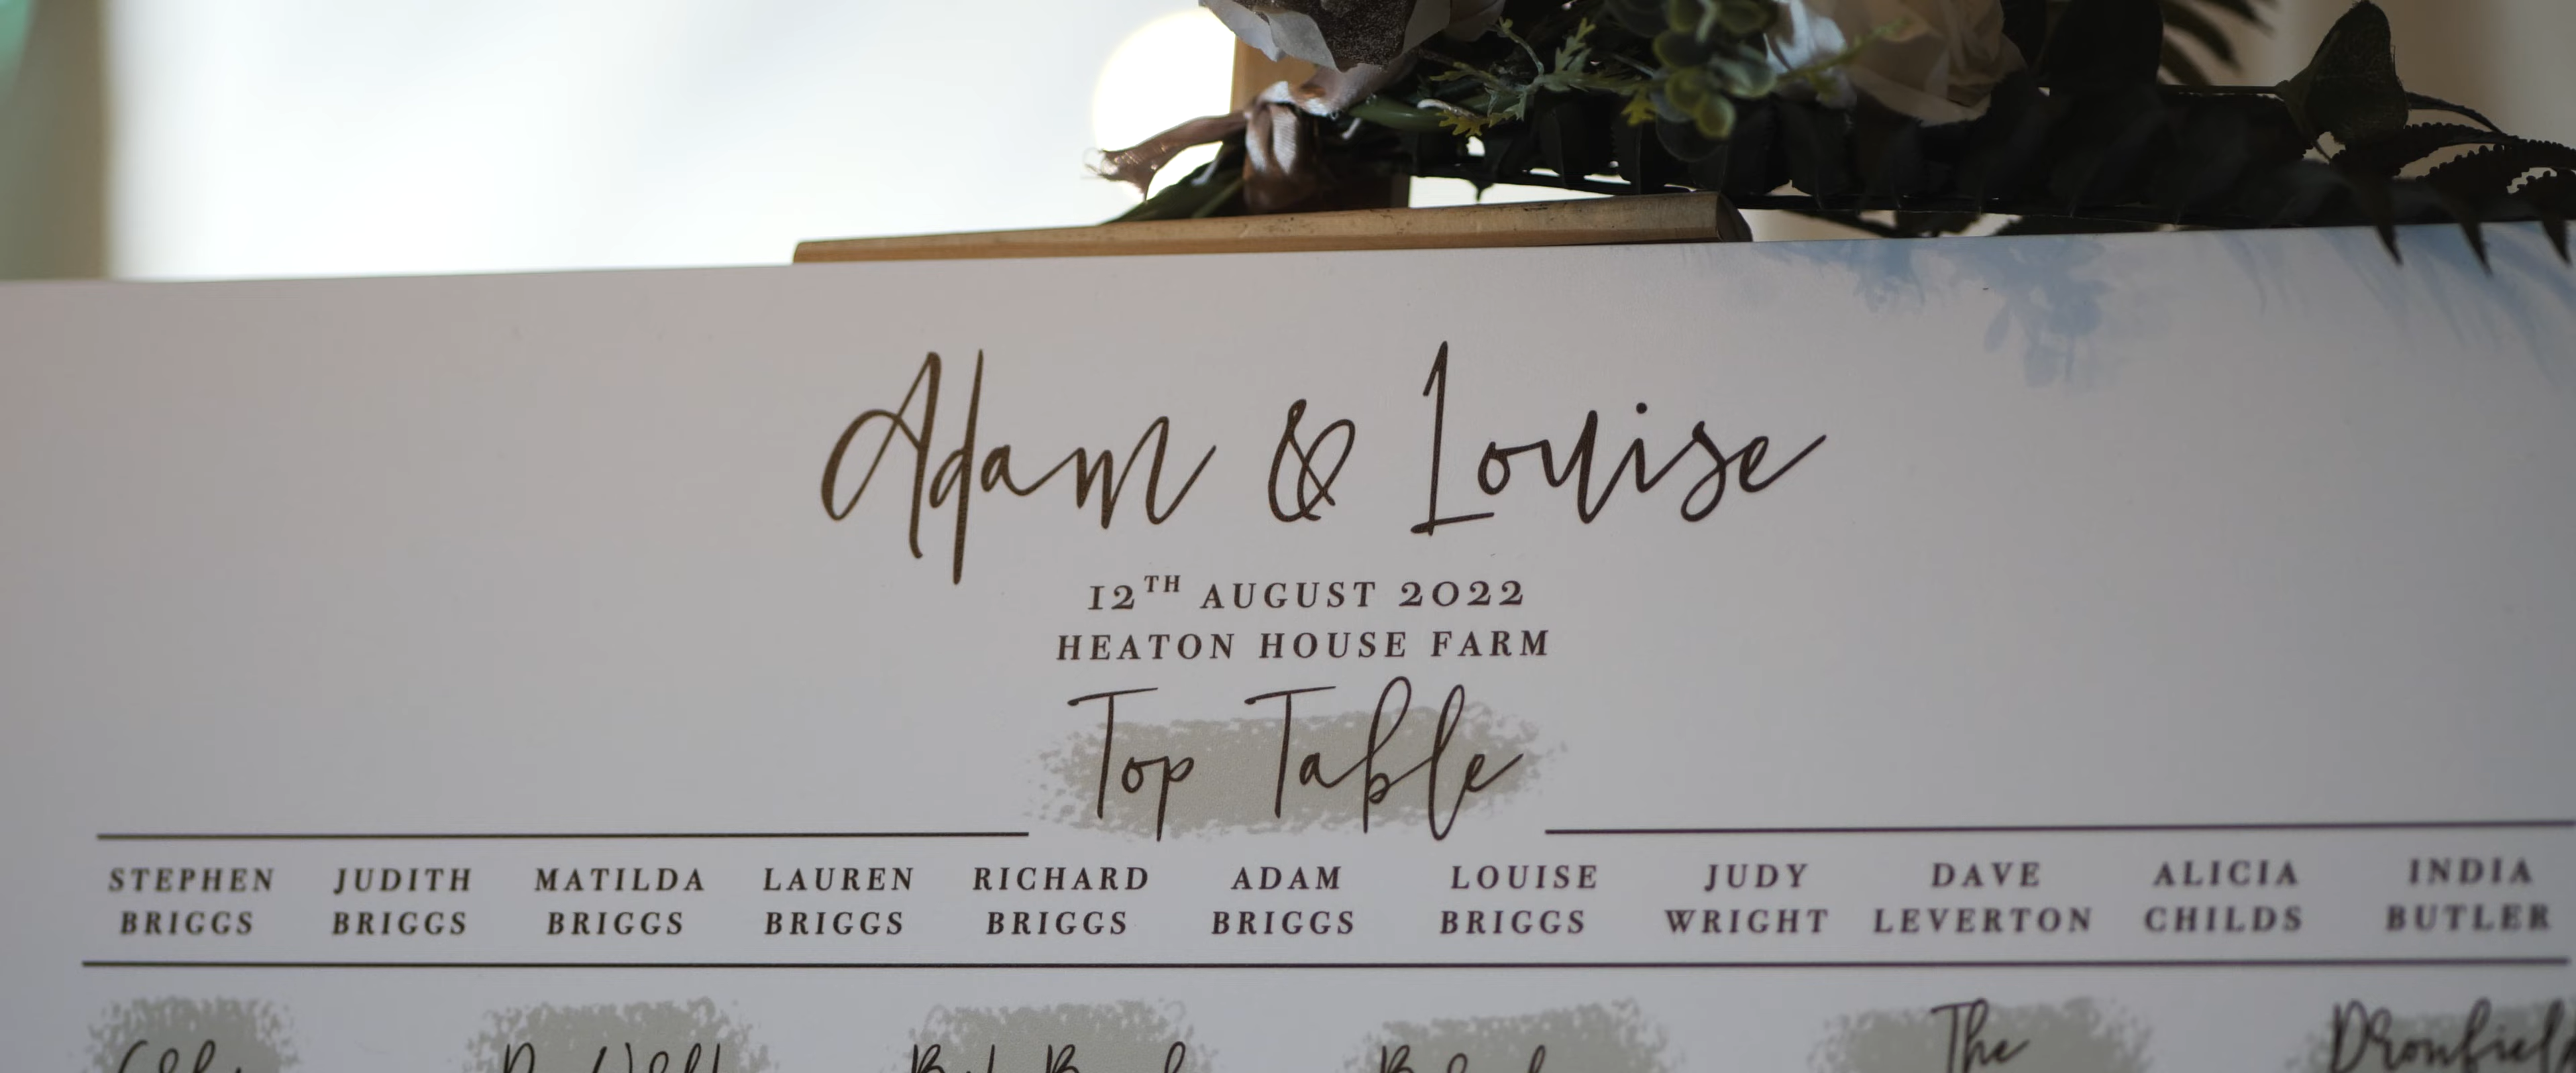 Adam & Louise
12TH AUGUST 2022
HEATON HOUSE FARM
Top Table
STEPHEN JUDITH MATILDA LAUREN RICHARD ADAM LOUISE JUDY DAVE ALICIA INDIA
BRIGGS BRIGGS BRIGGS BRIGGS BRIGGS BRIGGS BRIGGS WRIGHT LEVERTON CHILDS BUTLER
The